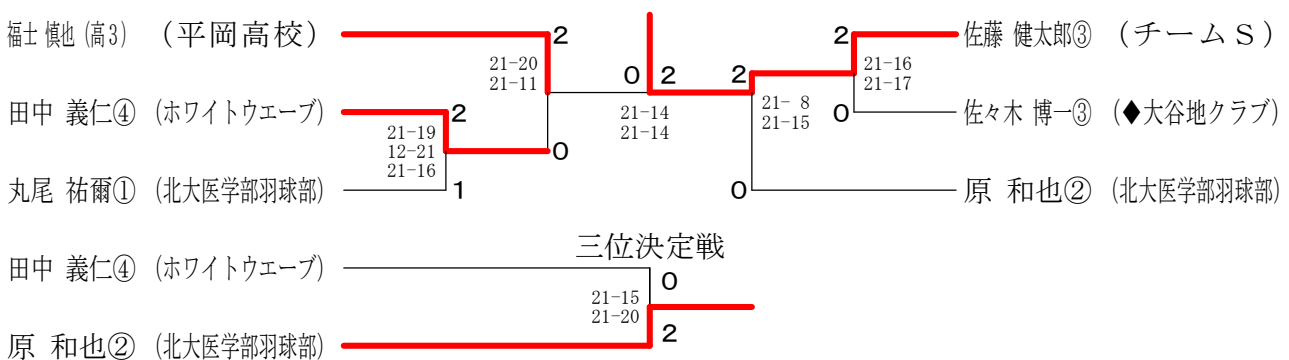 福士 慎也 (高3) （平岡高校）
田中 義仁④ (ホワイトウエーブ)
丸尾 祐爾① (北大医学部羽球部)
2
21-20
21-11
0
2
21-19
12-21
21-16
1
0 2
21-14
21-14
2
21- 8
21-15
0
2
21-16
21-17
0
佐藤 健太郎③ （チームＳ）
佐々木 博一③ (◆大谷地クラブ)
原 和也② (北大医学部羽球部)
三位決定戦
田中 義仁④ (ホワイトウエーブ)
原 和也② (北大医学部羽球部)
0
21-15
21-20
2